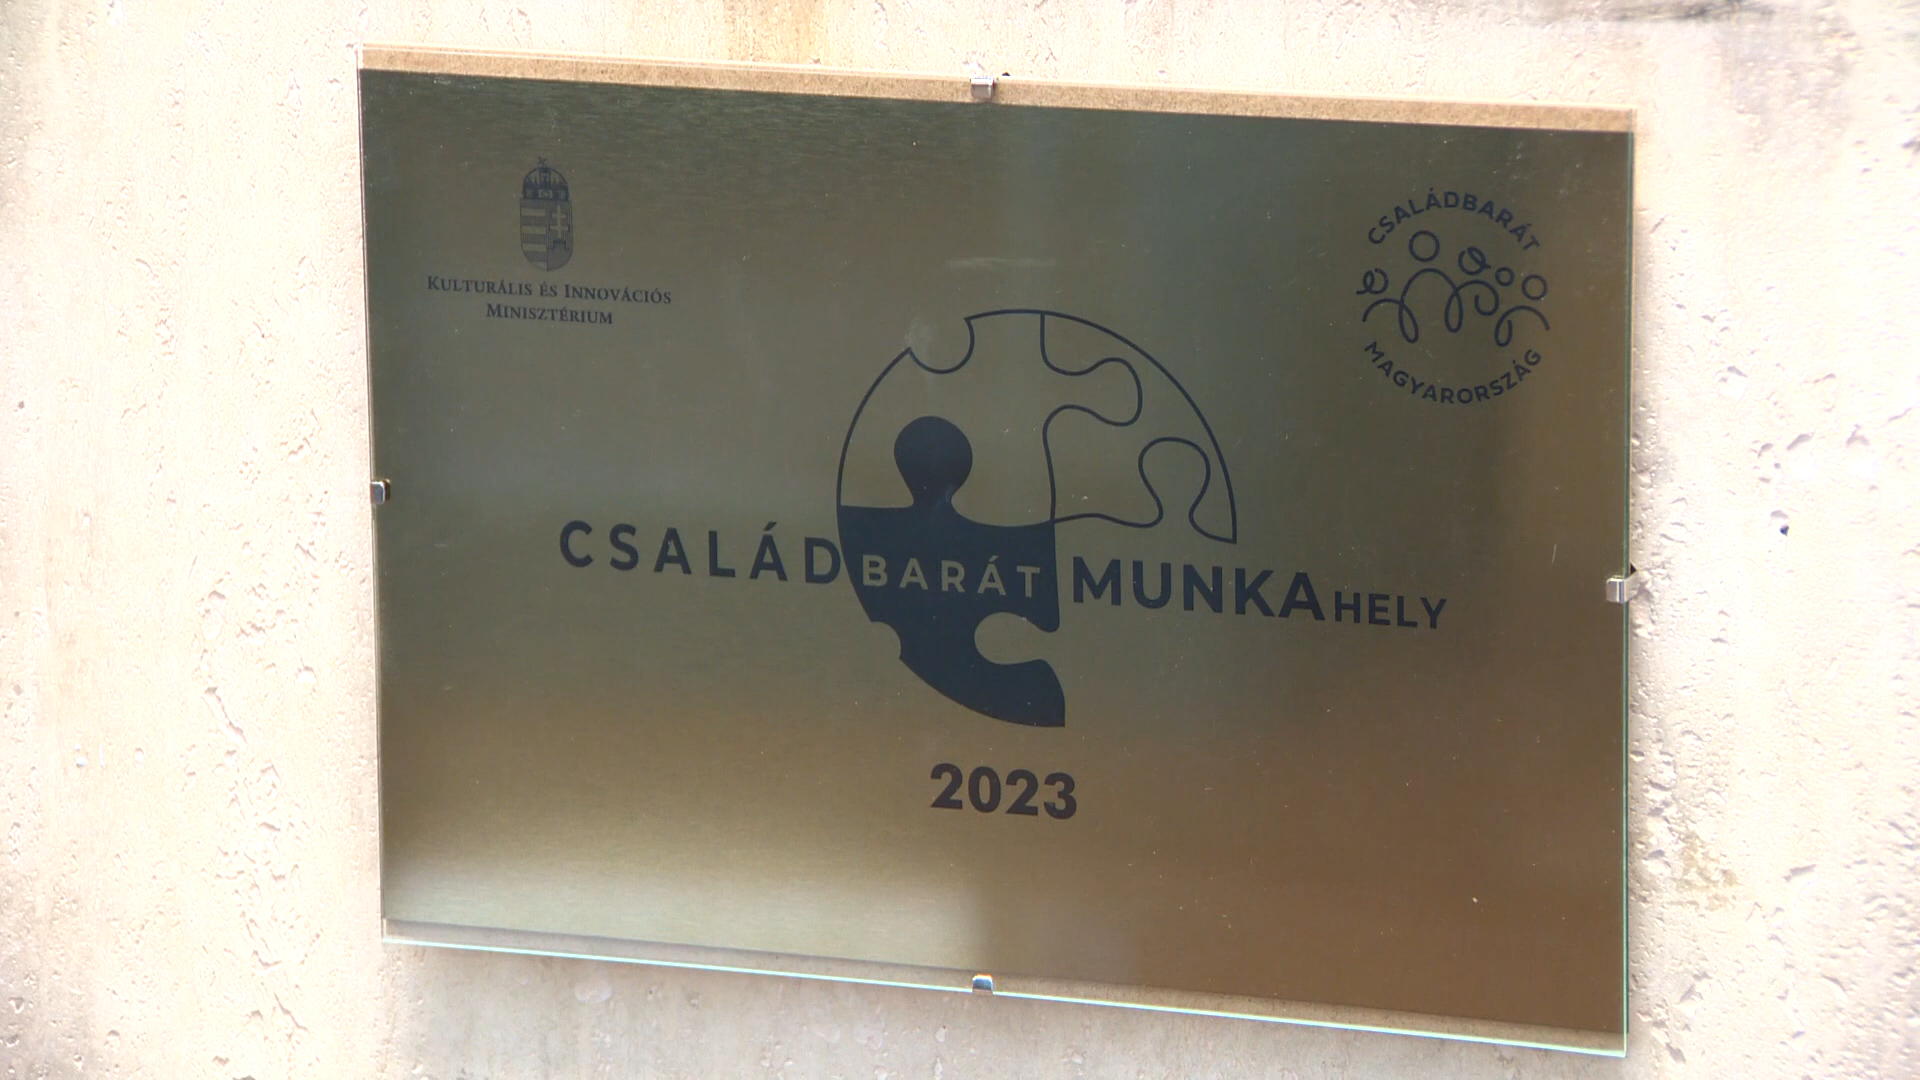 KULTURÁLIS ÉS INNOVÁCIÓS
MINISZTÉRIUM
CSALÁDBARÁT
MAGYARORSZÁG
CSALÁDBARÁT MUNKAHELY
2023